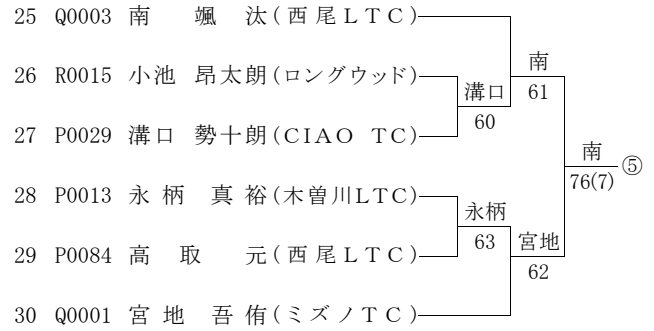 25 Q0003 南 颯 汰(西尾LTC)
南
26 R0015 小池 昂太朗(ロングウッド)
溝口 61
60
27 P0029 溝口 勢十朗(CIAO TC)
南 ⑤
76(7)
28 P0013 永柄 真裕(木曽川LTC)
永柄
63 宮地
29 P0084 高取 元(西尾LTC)
62
30 Q0001 宮地 吾侑(ミズノTC)